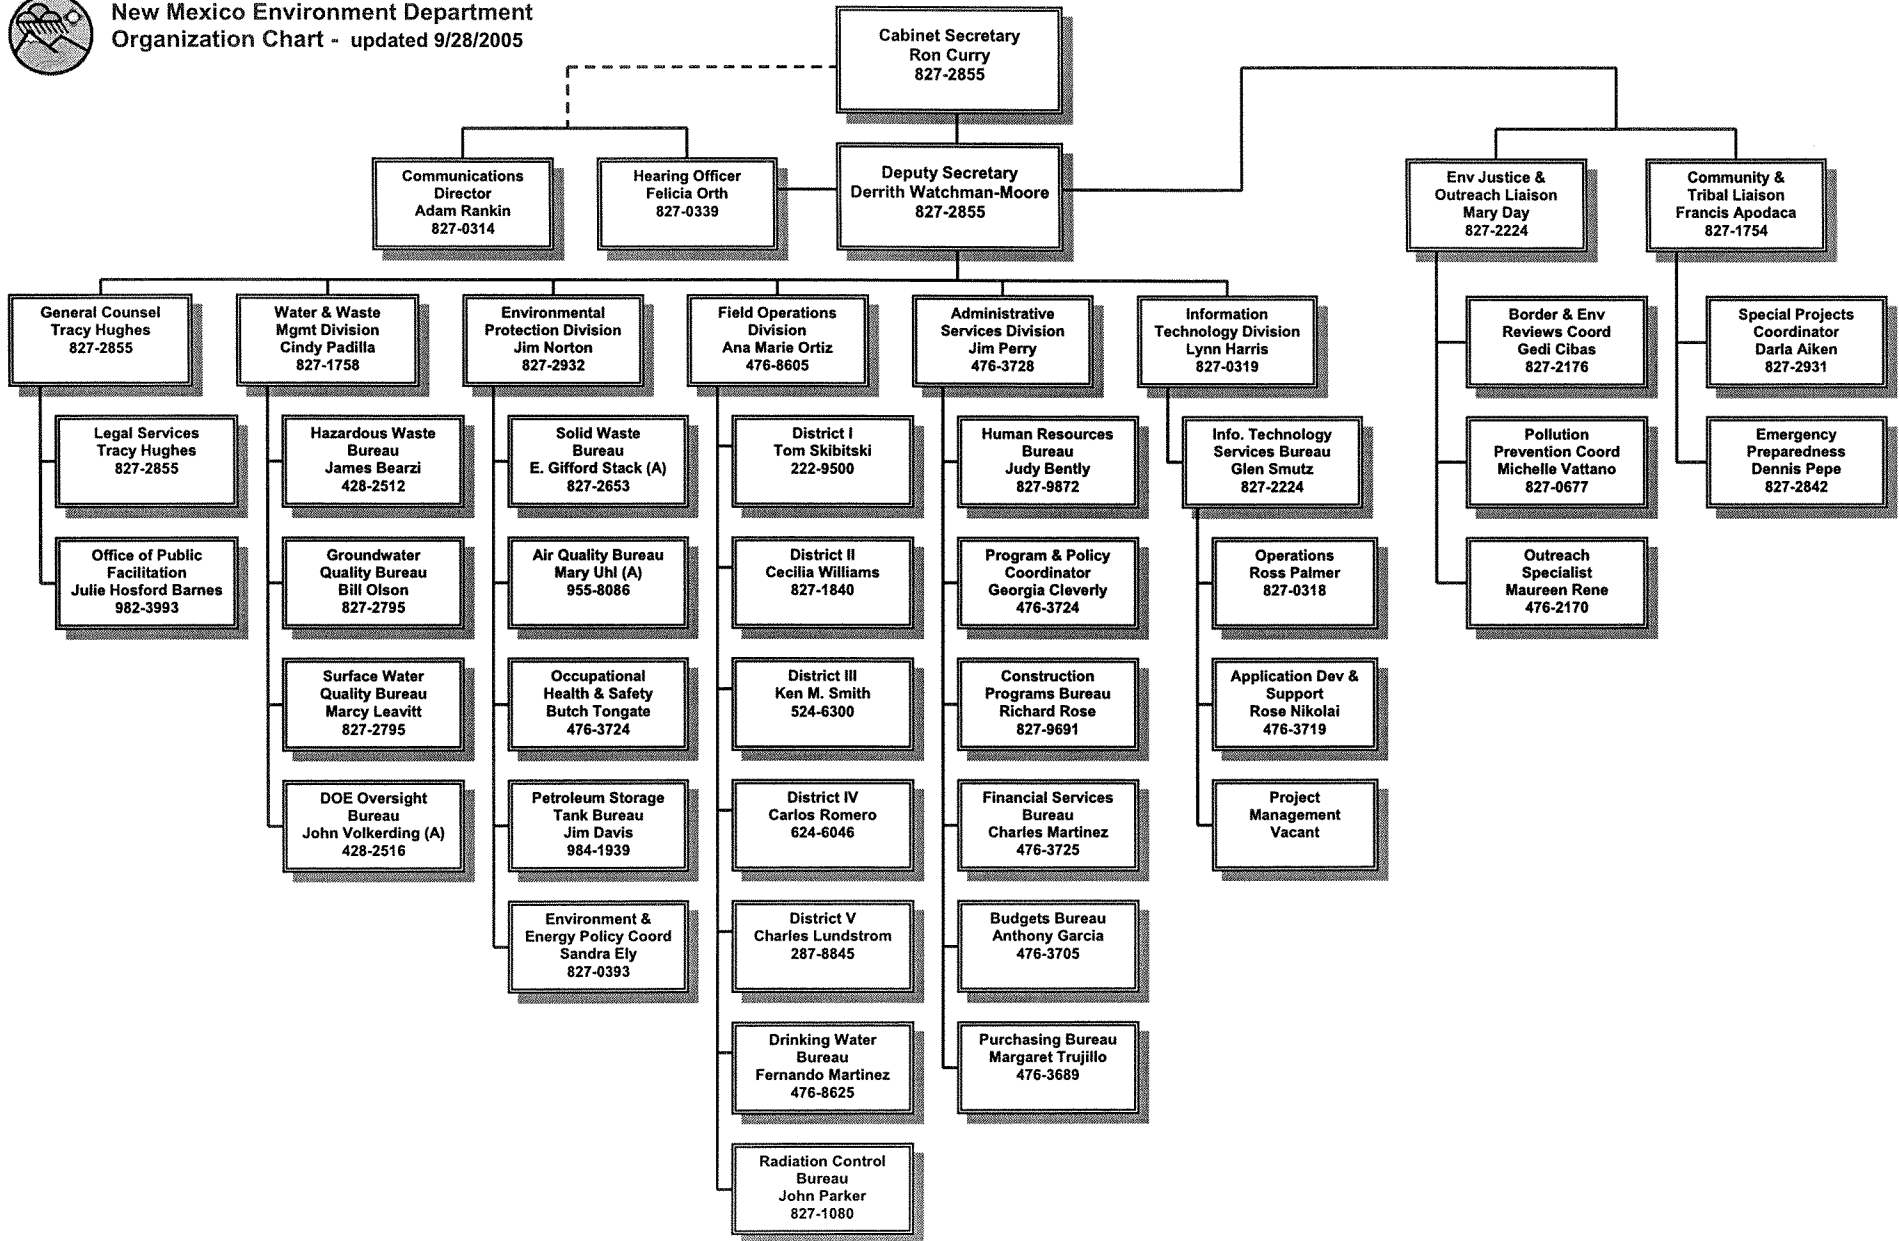 New Mexico Environment Department
Organization Chart - updated 9/28/2005
Cabinet Secretary
Ron Curry
827-2855
Communications
Director
Adam Rankin
827-0314
Hearing Officer
Felicia Orth
827-0339
Deputy Secretary
Derrith Watchman-Moore
827-2855
Env Justice &
Outreach Liaison
Mary Day
827-2224
Community &
Tribal Liaison
Francis Apodaca
827-1754
General Counsel
Tracy Hughes
827-2855
Legal Services
Tracy Hughes
827-2855
Office of Public
Facilitation
Julie Hosford Barnes
982-3993
Water & Waste
Mgmt Division
Cindy Padilla
827-1758
Hazardous Waste
Bureau
James Bearzi
428-2512
Groundwater
Quality Bureau
Bill Olson
827-2795
Surface Water
Quality Bureau
Marcy Leavitt
827-2795
DOE Oversight
Bureau
John Volkerding (A)
428-2516
Environmental
Protection Division
Jim Norton
827-2932
Solid Waste
Bureau
E. Gifford Stack (A)
827-2653
Air Quality Bureau
Mary Uhl (A)
955-8086
Occupational
Health & Safety
Butch Tongate
476-3724
Petroleum Storage
Tank Bureau
Jim Davis
984-1939
Environment &
Energy Policy Coord
Sandra Ely
827-0393
Field Operations
Division
Ana Marie Ortiz
476-8605
District I
Tom Skibitski
222-9500
District II
Cecilia Williams
827-1840
District III
Ken M. Smith
524-6300
District IV
Carlos Romero
624-6046
District V
Charles Lundstrom
287-8845
Drinking Water
Bureau
Fernando Martinez
476-8625
Radiation Control
Bureau
John Parker
827-1080
Administrative
Services Division
Jim Perry
476-3728
Human Resources
Bureau
Judy Bently
827-9872
Program & Policy
Coordinator
Georgia Cleverly
476-3724
Construction
Programs Bureau
Richard Rose
827-9691
Financial Services
Bureau
Charles Martinez
476-3725
Budgets Bureau
Anthony Garcia
476-3705
Purchasing Bureau
Margaret Trujillo
476-3689
Information
Technology Division
Lynn Harris
827-0319
Info. Technology
Services Bureau
Glen Smutz
827-2224
Operations
Ross Palmer
827-0318
Application Dev &
Support
Rose Nikolai
476-3719
Project
Management
Vacant
Border & Env
Reviews Coord
Gedi Cibas
827-2176
Pollution
Prevention Coord
Michelle Vattano
827-0677
Outreach
Specialist
Maureen Rene
476-2170
Special Projects
Coordinator
Darla Aiken
827-2931
Emergency
Preparedness
Dennis Pepe
827-2842